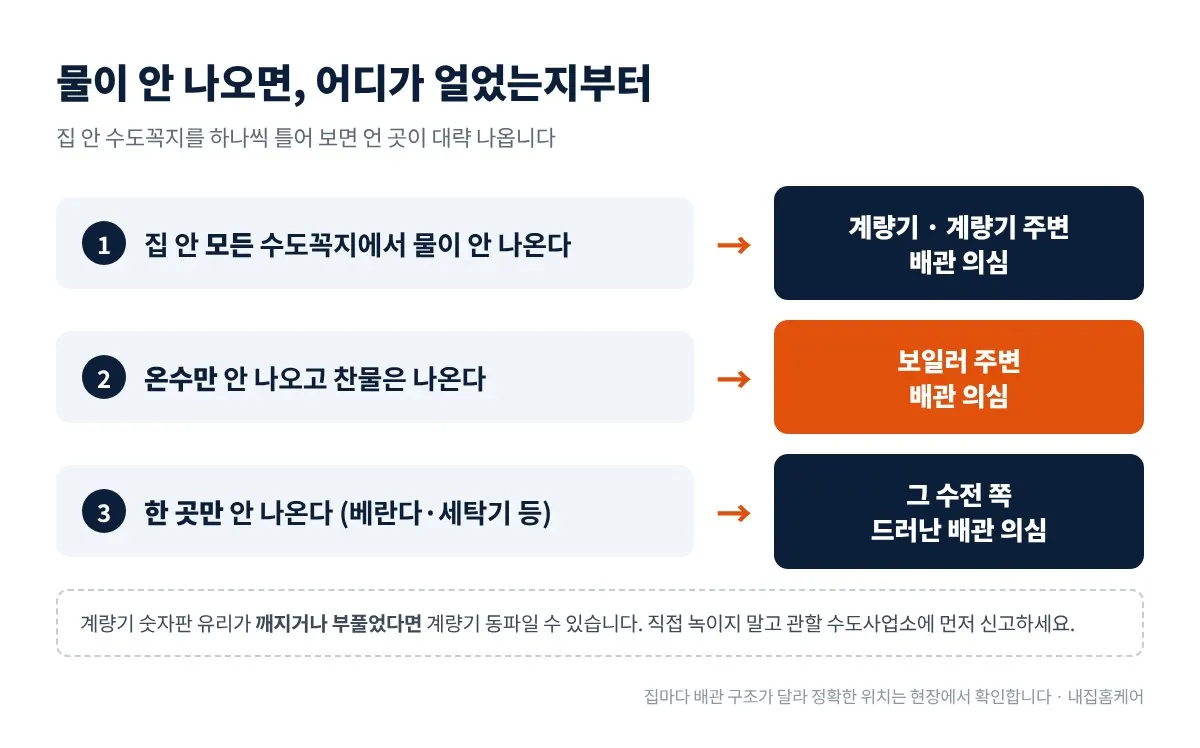 물이 안 나오면, 어디가 얼었는지부터
집 안 수도꼭지를 하나씩 틀어 보면 언 곳이 대략 나옵니다
1 집 안 모든 수도꼭지에서 물이 안 나온다
→
계량기 · 계량기 주변
배관 의심
2 온수만 안 나오고 찬물은 나온다
→
보일러 주변
배관 의심
3 한 곳만 안 나온다 (베란다·세탁기 등)
→
그 수전 쪽
드러난 배관 의심
계량기 숫자판 유리가 깨지거나 부풀었다면 계량기 동파일 수 있습니다. 직접 녹이지 말고 관할 수도사업소에 먼저 신고하세요.
집마다 배관 구조가 달라 정확한 위치는 현장에서 확인합니다 · 내집홈케어